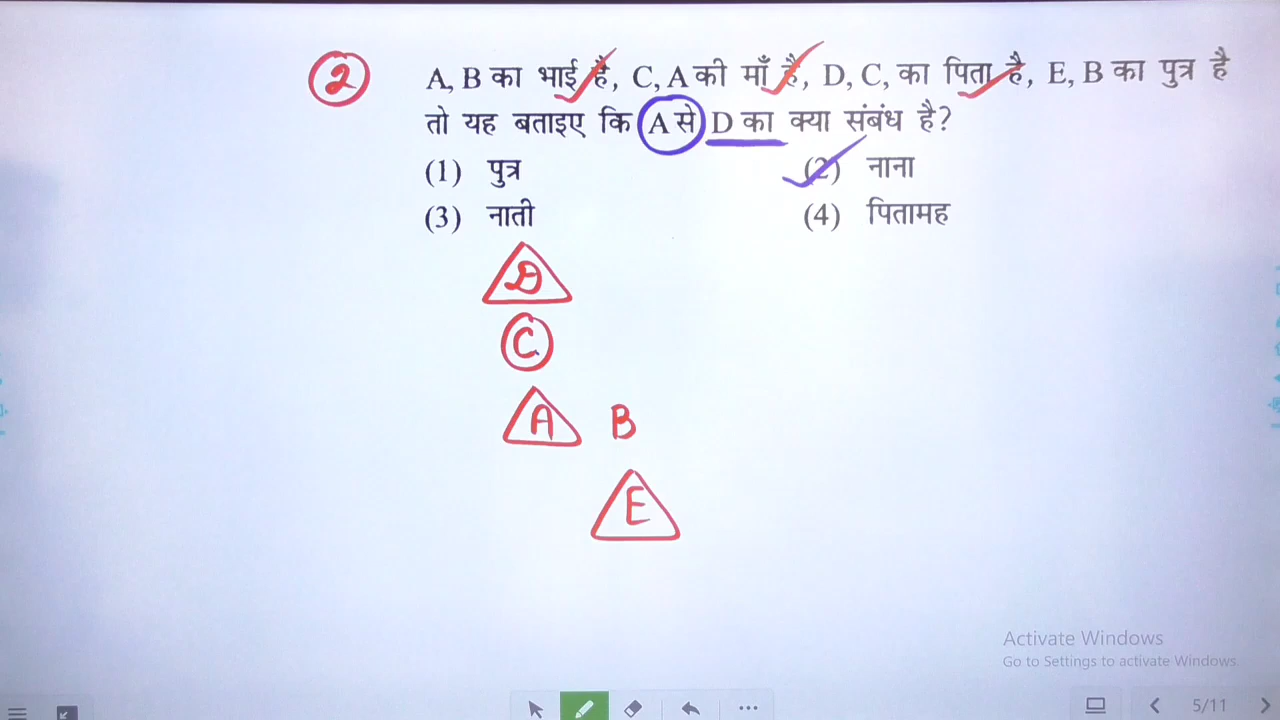 2 A, B का भाई है, C, A की माँ है, D, C, का पिता है, E, B का पुत्र है
तो यह बताइए कि A से D का क्या संबंध है?
(1) पुत्र (2) नाना
(3) नाती (4) पितामह
D
C
A B
E
Activate Windows
Go to Settings to activate Windows.
5/11